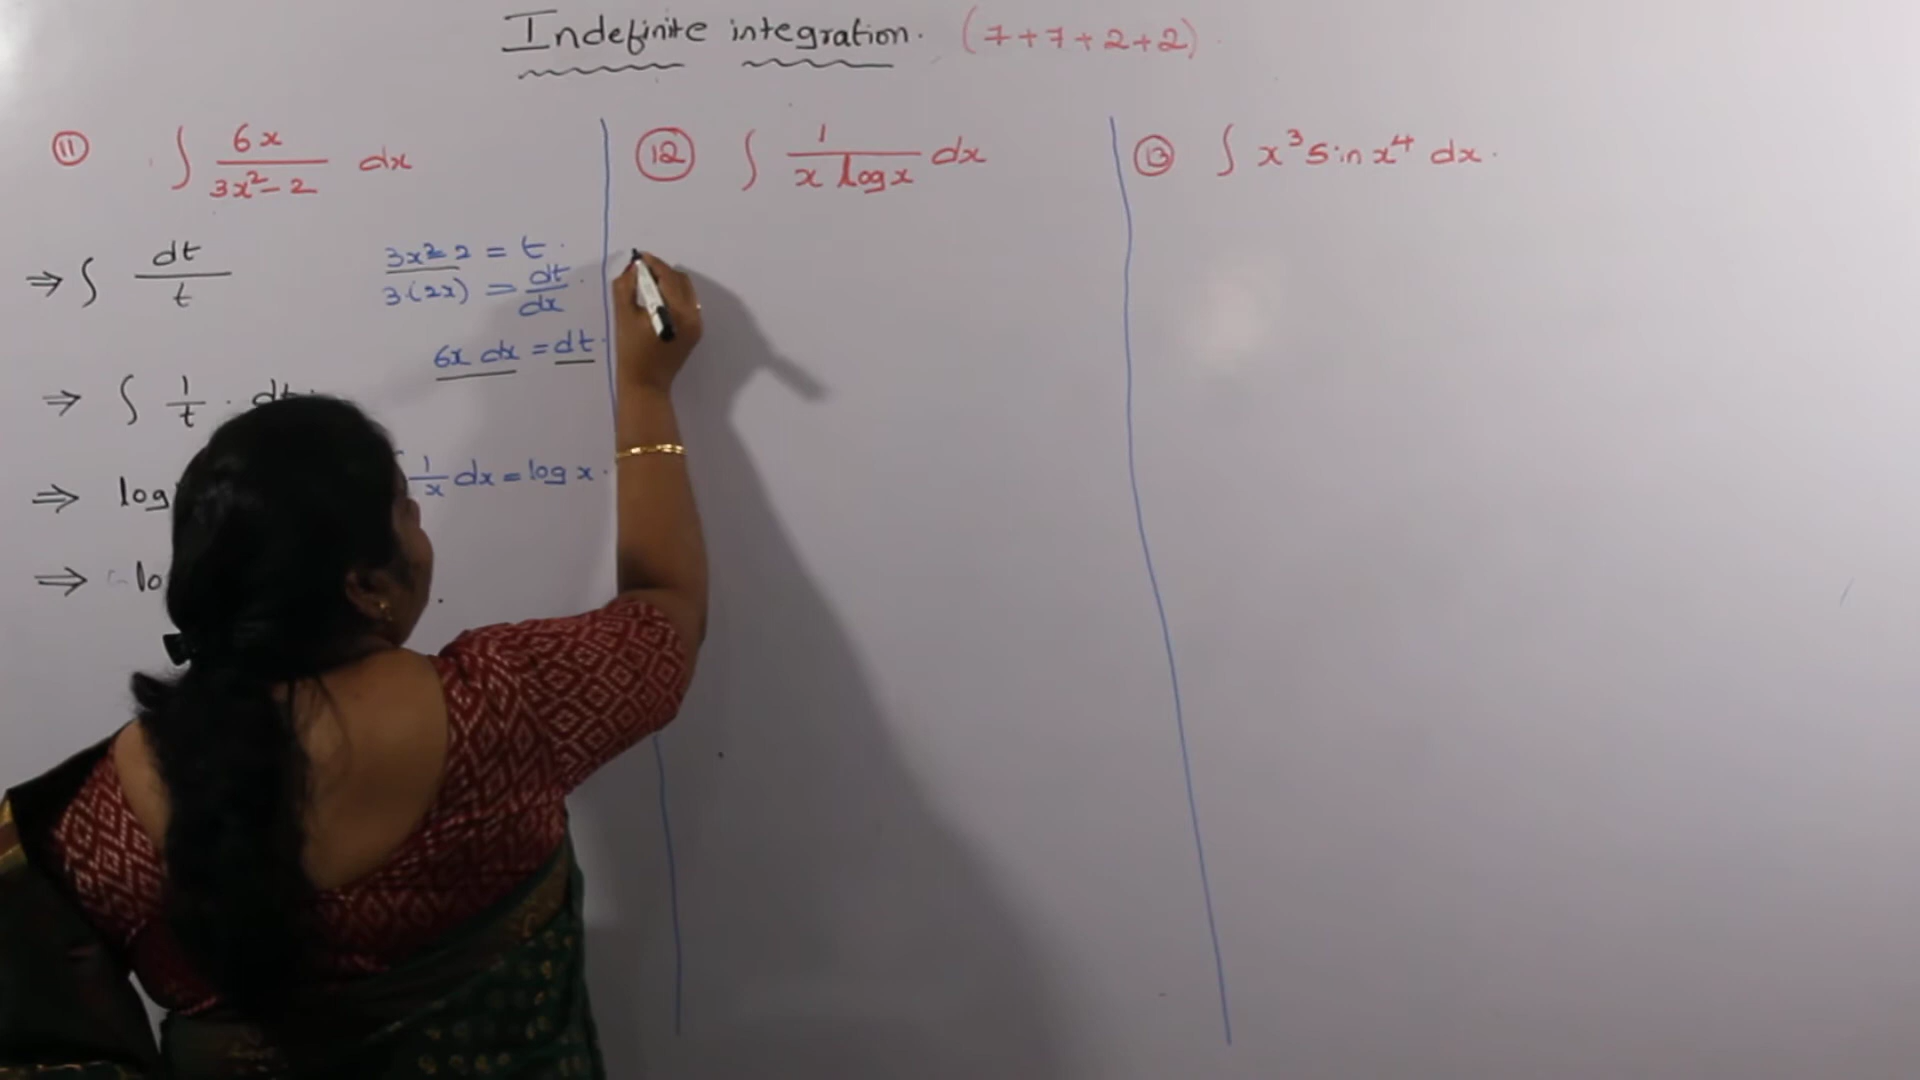 Indefinite integration. (7+7+2+2)
⑪ ∫ 6x / 3x²-2 dx
⇒ ∫ dt / t
3x²-2 = t.
3·(2x) = dt/dx.
6x dx = dt.
⇒ ∫ 1/t · dt.
1/x dx = log x.
⇒ log
⇒
⑫ ∫ 1 / x log x dx
⑬ ∫ x³ sin x⁴ dx.